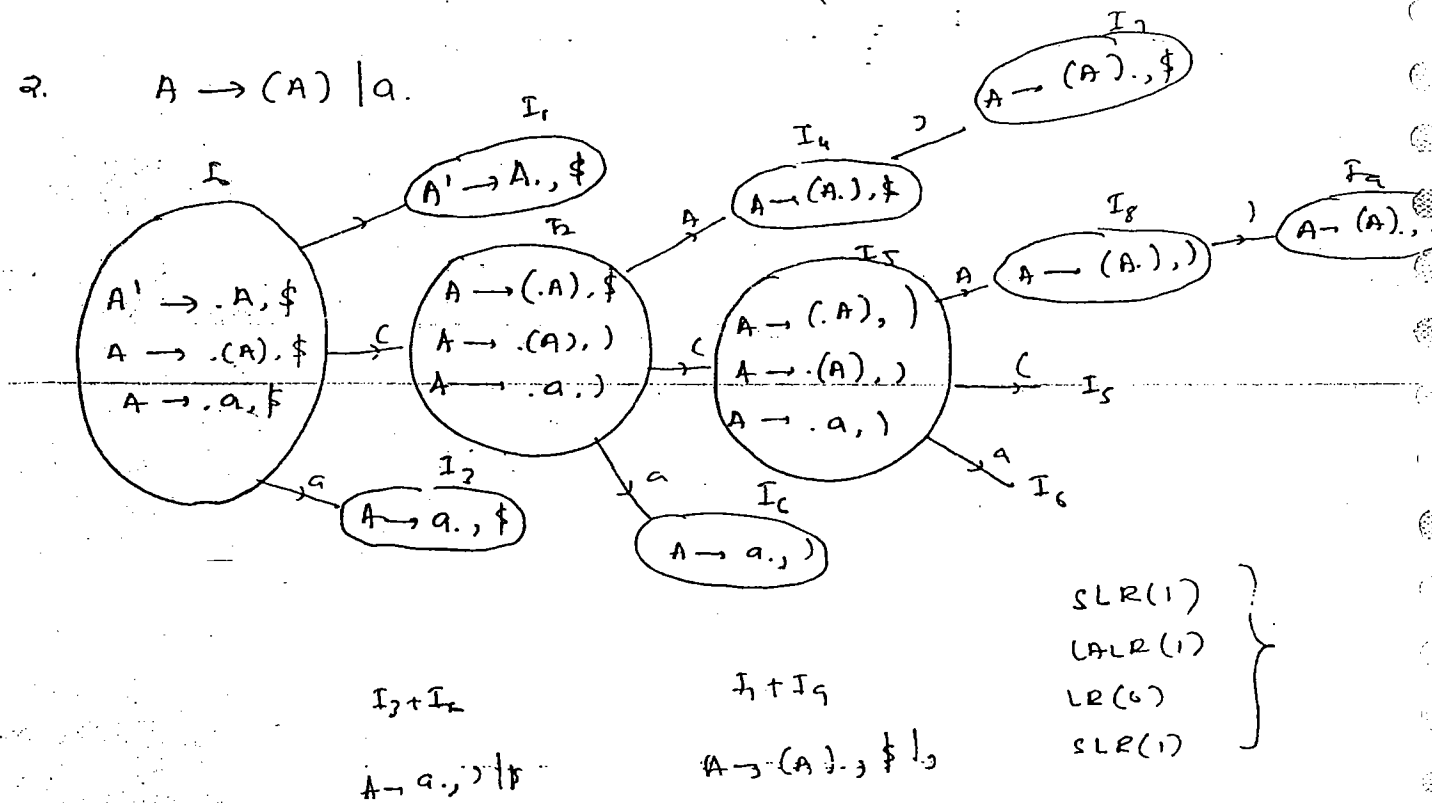 2. A → (A) | a.
I₀
A' → .A, $
A → .(A), $
A → .a, $
I₁
A' → A., $
(
I₂
A → (.A), $
A → .(A), )
A → .a, )
a
I₃
A → a., $
A
I₄
A → (A.), $
)
I₇
A → (A)., $
(
I₅
A → (.A), )
A → .(A), )
A → .a, )
a
I₆
A → a., )
A
I₈
A → (A.), )
)
I₉
A → (A).,
( I₅
a I₆
I₃ + I₆
A → a., ) | $
I₇ + I₉
A → (A)., $ | )
SLR(1)
LALR(1)
LR(0)
SLR(1)